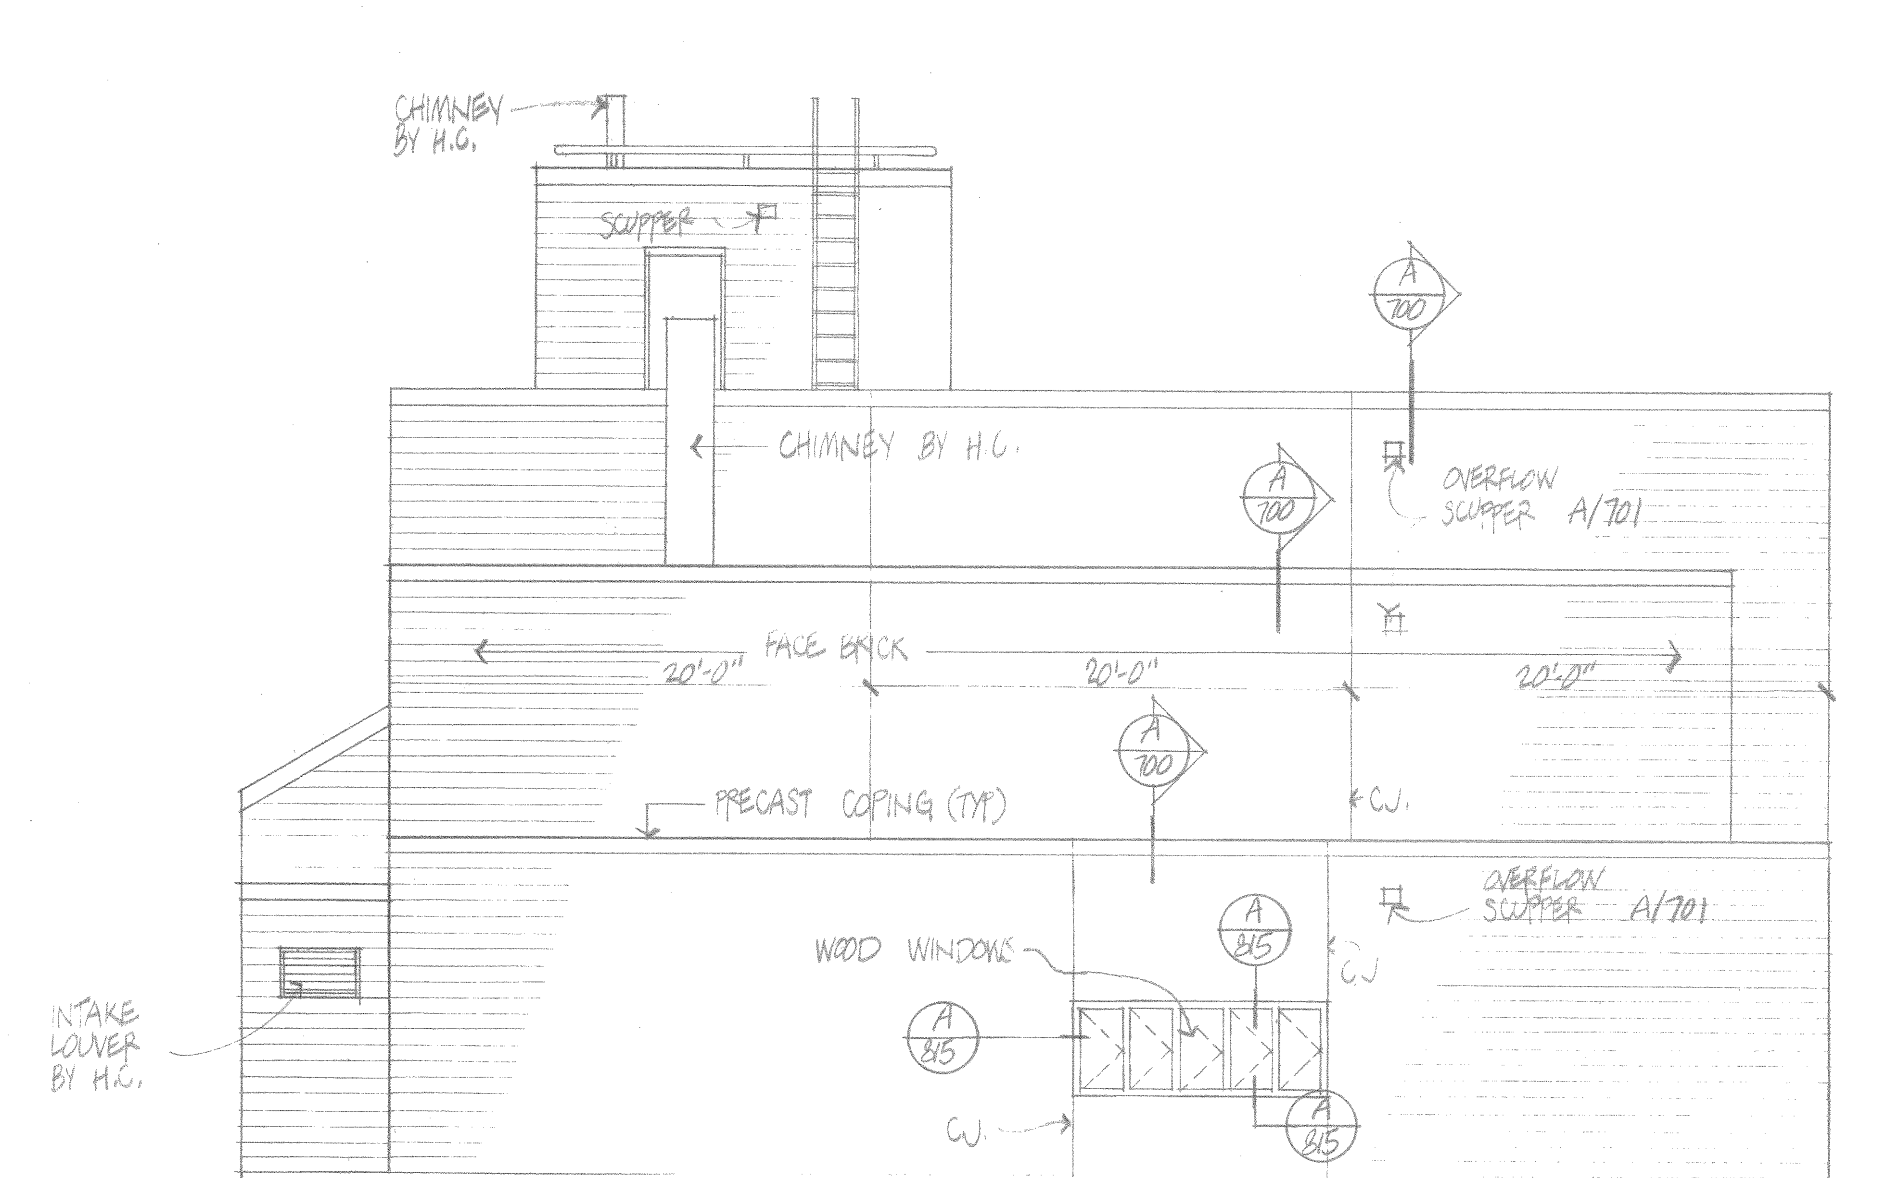 CHIMNEY
BY H.C.
SCUPPER
A
700
CHIMNEY BY H.C.
A
700
OVERFLOW
SCUPPER A/701
FACE BRICK
20'-0" 20'-0" 20'-0"
A
700
PRECAST COPING (TYP)
C.J.
OVERFLOW
SCUPPER A/701
A
815
WOOD WINDOWS
C.J
INTAKE
LOUVER
BY H.C.
A
815
C.J.
A
815